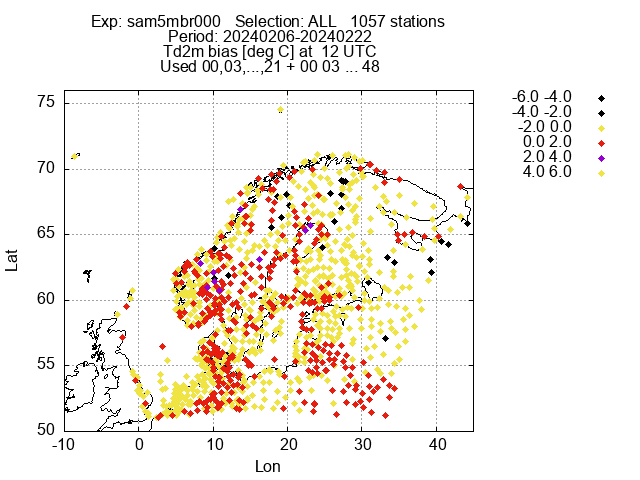 Exp: sam5mbr000   Selection: ALL   1057 stations
Period: 20240206-20240222
Td2m bias [deg C] at  12 UTC
Used 00,03,...,21 + 00 03 ... 48
-6.0 -4.0
-4.0 -2.0
-2.0 0.0
0.0 2.0
2.0 4.0
4.0 6.0
75
70
65
60
55
50
Lat
-10 0 10 20 30 40
Lon